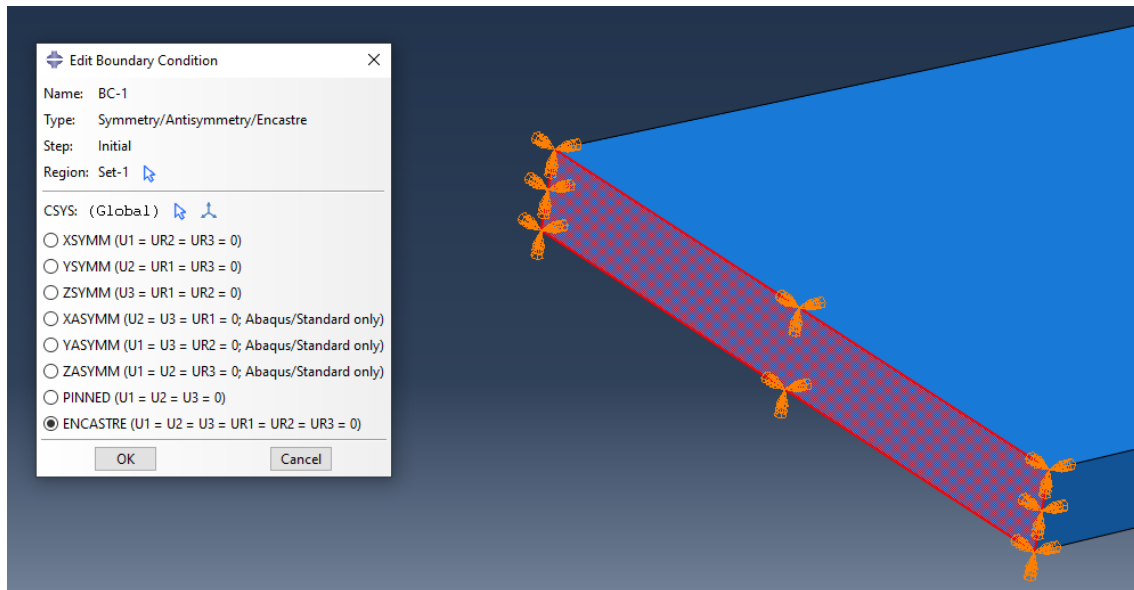 Edit Boundary Condition
Name: BC-1
Type: Symmetry/Antisymmetry/Encastre
Step: Initial
Region: Set-1
CSYS: (Global)
XSYMM (U1 = UR2 = UR3 = 0)
YSYMM (U2 = UR1 = UR3 = 0)
ZSYMM (U3 = UR1 = UR2 = 0)
XASYMM (U2 = U3 = UR1 = 0; Abaqus/Standard only)
YASYMM (U1 = U3 = UR2 = 0; Abaqus/Standard only)
ZASYMM (U1 = U2 = UR3 = 0; Abaqus/Standard only)
PINNED (U1 = U2 = U3 = 0)
ENCASTRE (U1 = U2 = U3 = UR1 = UR2 = UR3 = 0)
OK Cancel